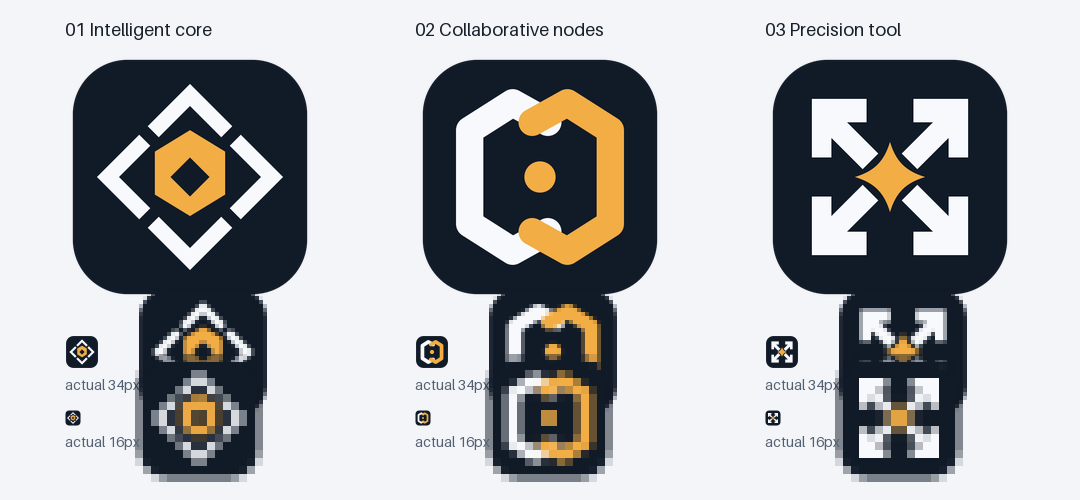 01 Intelligent core
02 Collaborative nodes
03 Precision tool
actual 34px
actual 34px
actual 34px
actual 16px
actual 16px
actual 16px